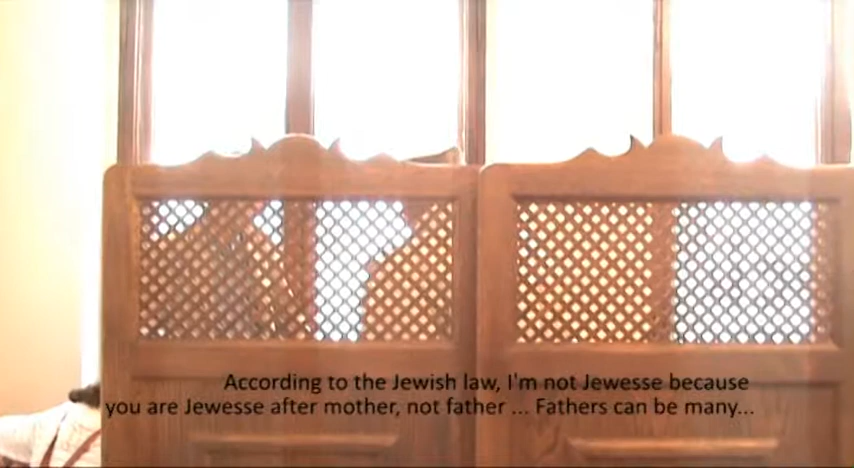 According to the Jewish law, I'm not Jewesse because
you are Jewesse after mother, not father ... Fathers can be many...